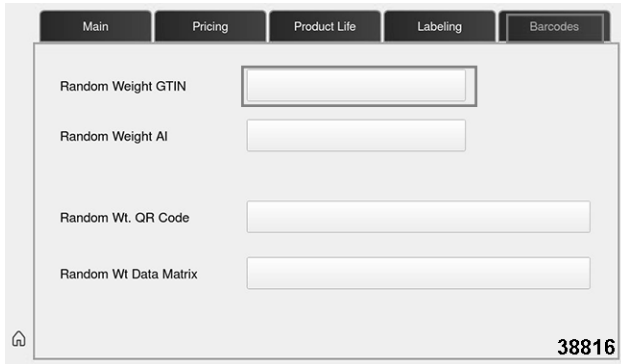 Main Pricing Product Life Labeling Barcodes
Random Weight GTIN
Random Weight AI
Random Wt. QR Code
Random Wt Data Matrix
38816